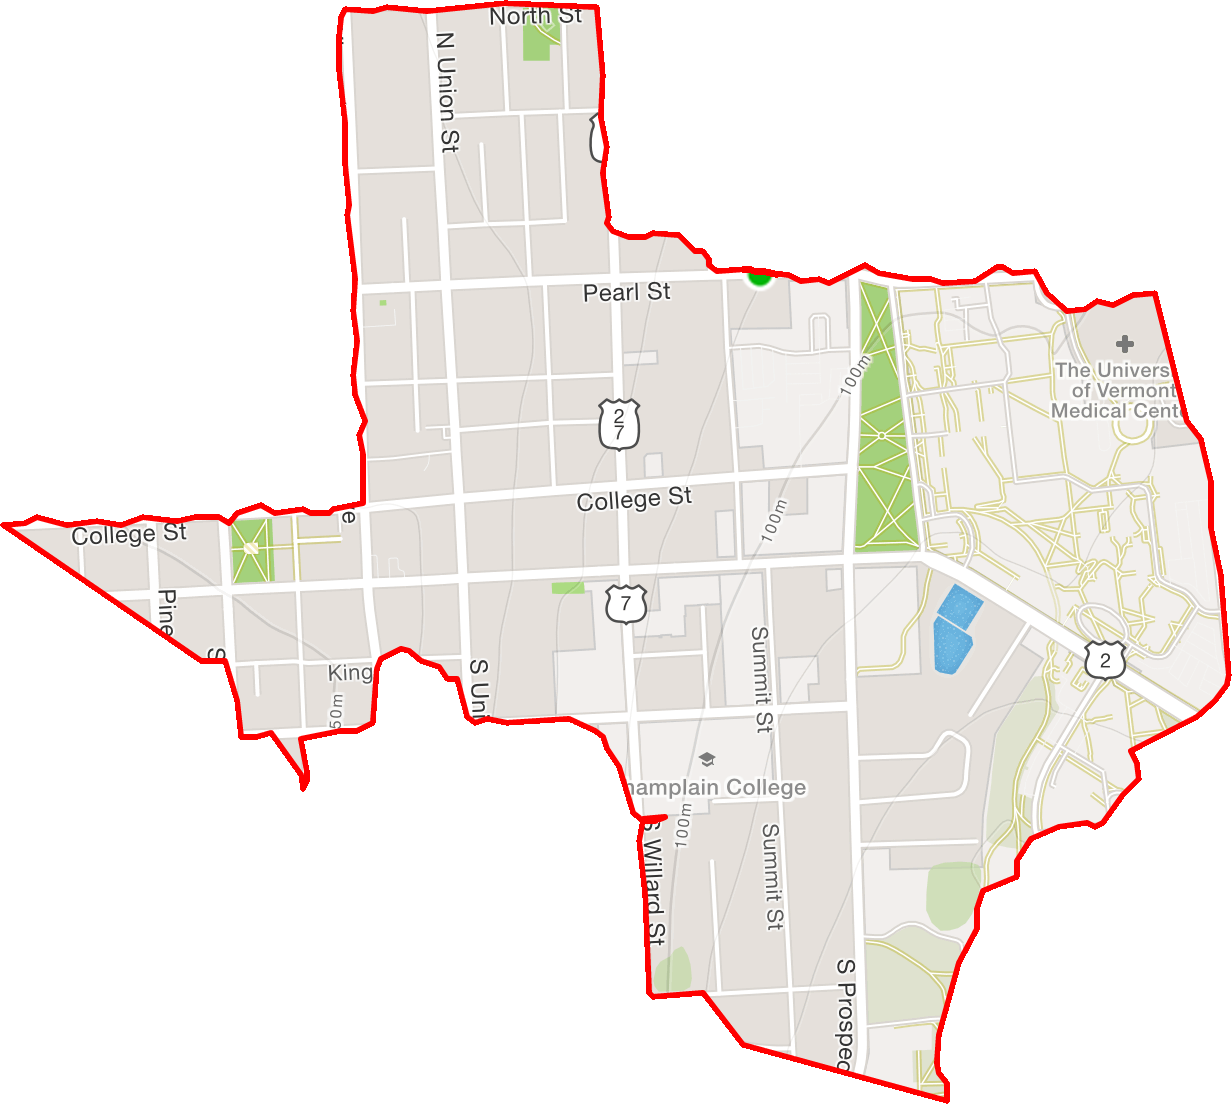 North St
N Union St
Pearl St
100m
The Univers
of Vermont
Medical Cente
2
7
College St
100m
e
College St
7
Pine
S
King
50m
S Uni
Summit St
2
hamplain College
100m
S Willard St
Summit St
S Prospec